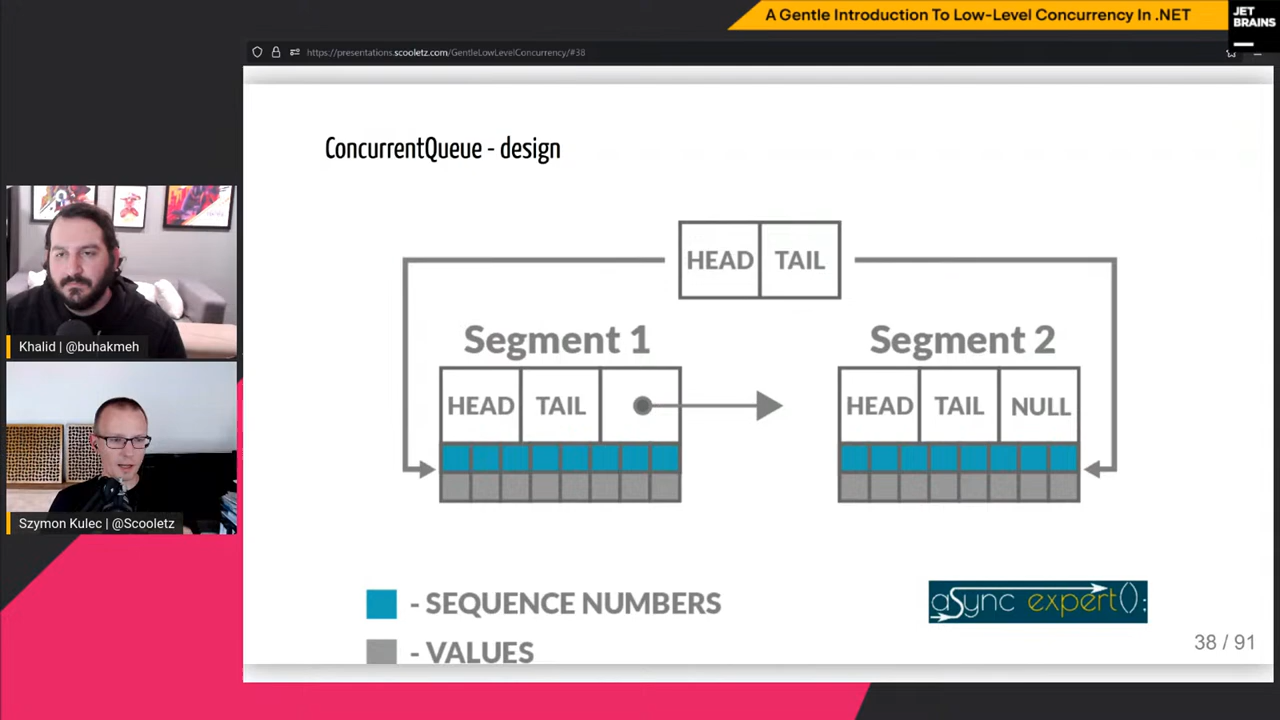 A Gentle Introduction To Low-Level Concurrency In .NET
JET
BRAINS
https://presentations.scooletz.com/GentleLowLevelConcurrency/#38
ConcurrentQueue - design
HEAD TAIL
Segment 1
Segment 2
HEAD TAIL
HEAD TAIL NULL
- SEQUENCE NUMBERS
- VALUES
async expert();
38 / 91
Khalid | @buhakmeh
Szymon Kulec | @Scooletz